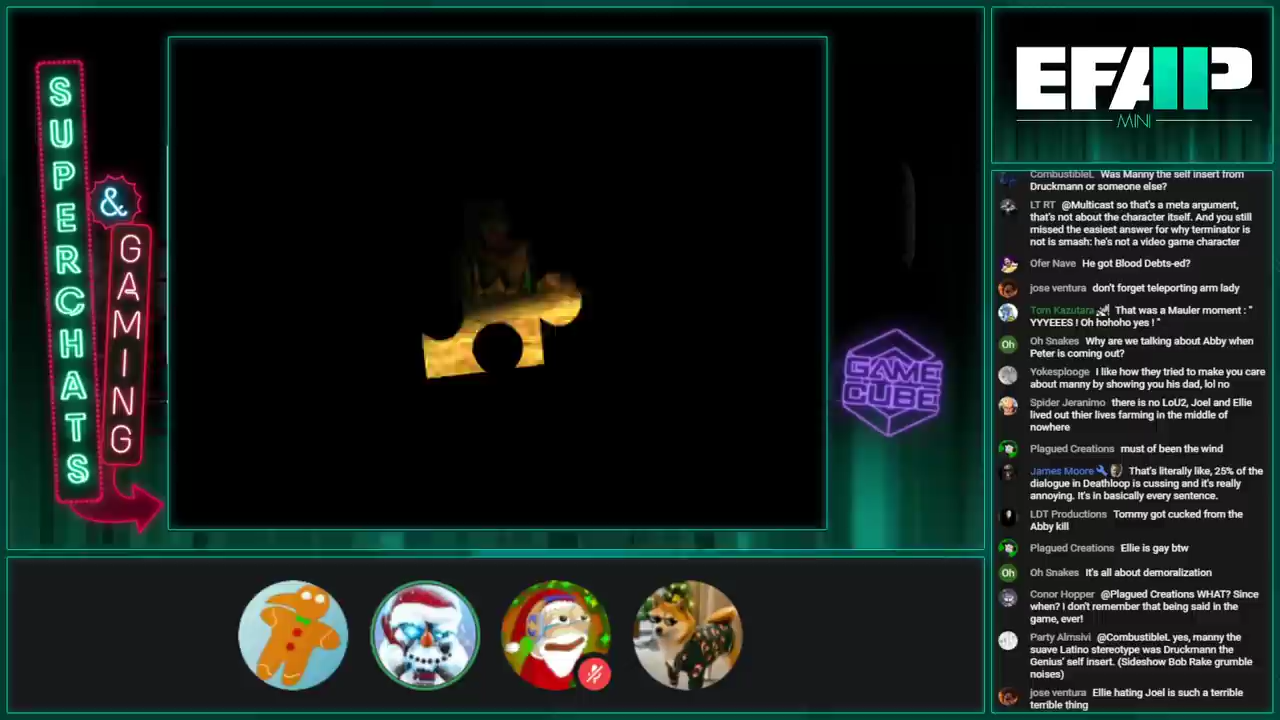 SUPERCHATS
&
GAMING
GAME
CUBE
EFAP
MINI
CombustibleL Was Manny the self insert from
Druckmann or someone else?
LT RT @Multicast so that's a meta argument,
that's not about the character itself. And you still
missed the easiest answer for why terminator is
not is smash: he's not a video game character
Ofer Nave He got Blood Debts-ed?
jose ventura don't forget teleporting arm lady
Tom Kazutara That was a Mauler moment : "
YYYEEES ! Oh hohoho yes ! "
Oh
Oh Snakes Why are we talking about Abby when
Peter is coming out?
Yokesplooge I like how they tried to make you care
about manny by showing you his dad, lol no
Spider Jeranimo there is no LoU2, Joel and Ellie
lived out thier lives farming in the middle of
nowhere
Plagued Creations must of been the wind
James Moore That's literally like, 25% of the
dialogue in Deathloop is cussing and it's really
annoying. It's in basically every sentence.
LDT Productions Tommy got cucked from the
Abby kill
Plagued Creations Ellie is gay btw
Oh
Oh Snakes It's all about demoralization
Conor Hopper @Plagued Creations WHAT? Since
when? I don't remember that being said in the
game, ever!
Party Almsivi @CombustibleL yes, manny the
suave Latino stereotype was Druckmann the
Genius' self insert. (Sideshow Bob Rake grumble
noises)
jose ventura Ellie hating Joel is such a terrible
terrible thing